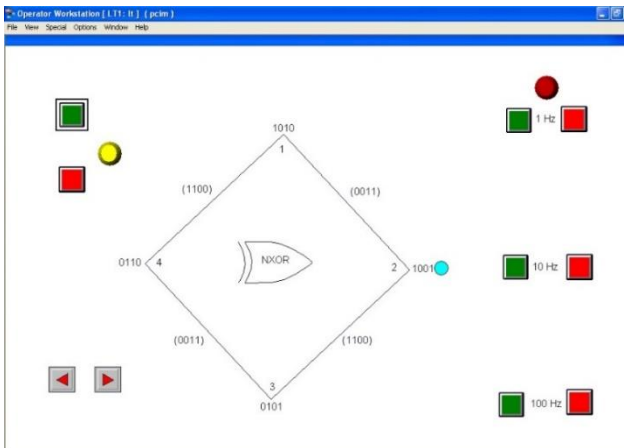 Operator Workstation [ LT1: lt ] ( pcim )
File View Special Options Window Help
1 Hz
1010
1
(1100)
(0011)
0110 4
NXOR
2 1001
10 Hz
(0011)
(1100)
3
0101
100 Hz